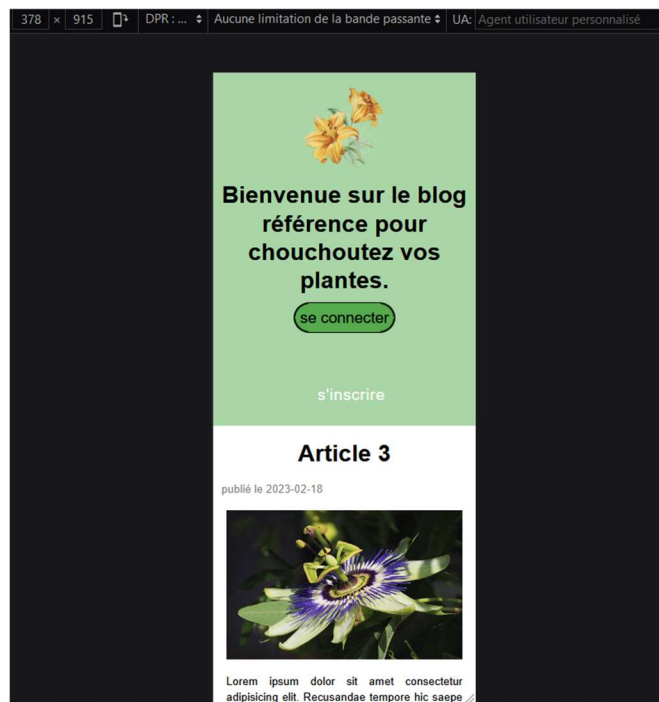 378 × 915 DPR : ... Aucune limitation de la bande passante UA: Agent utilisateur personnalisé
Bienvenue sur le blog
référence pour
chouchoutez vos
plantes.
se connecter
s'inscrire
Article 3
publié le 2023-02-18
Lorem ipsum dolor sit amet consectetur
adipisicing elit. Recusandae tempore hic saepe